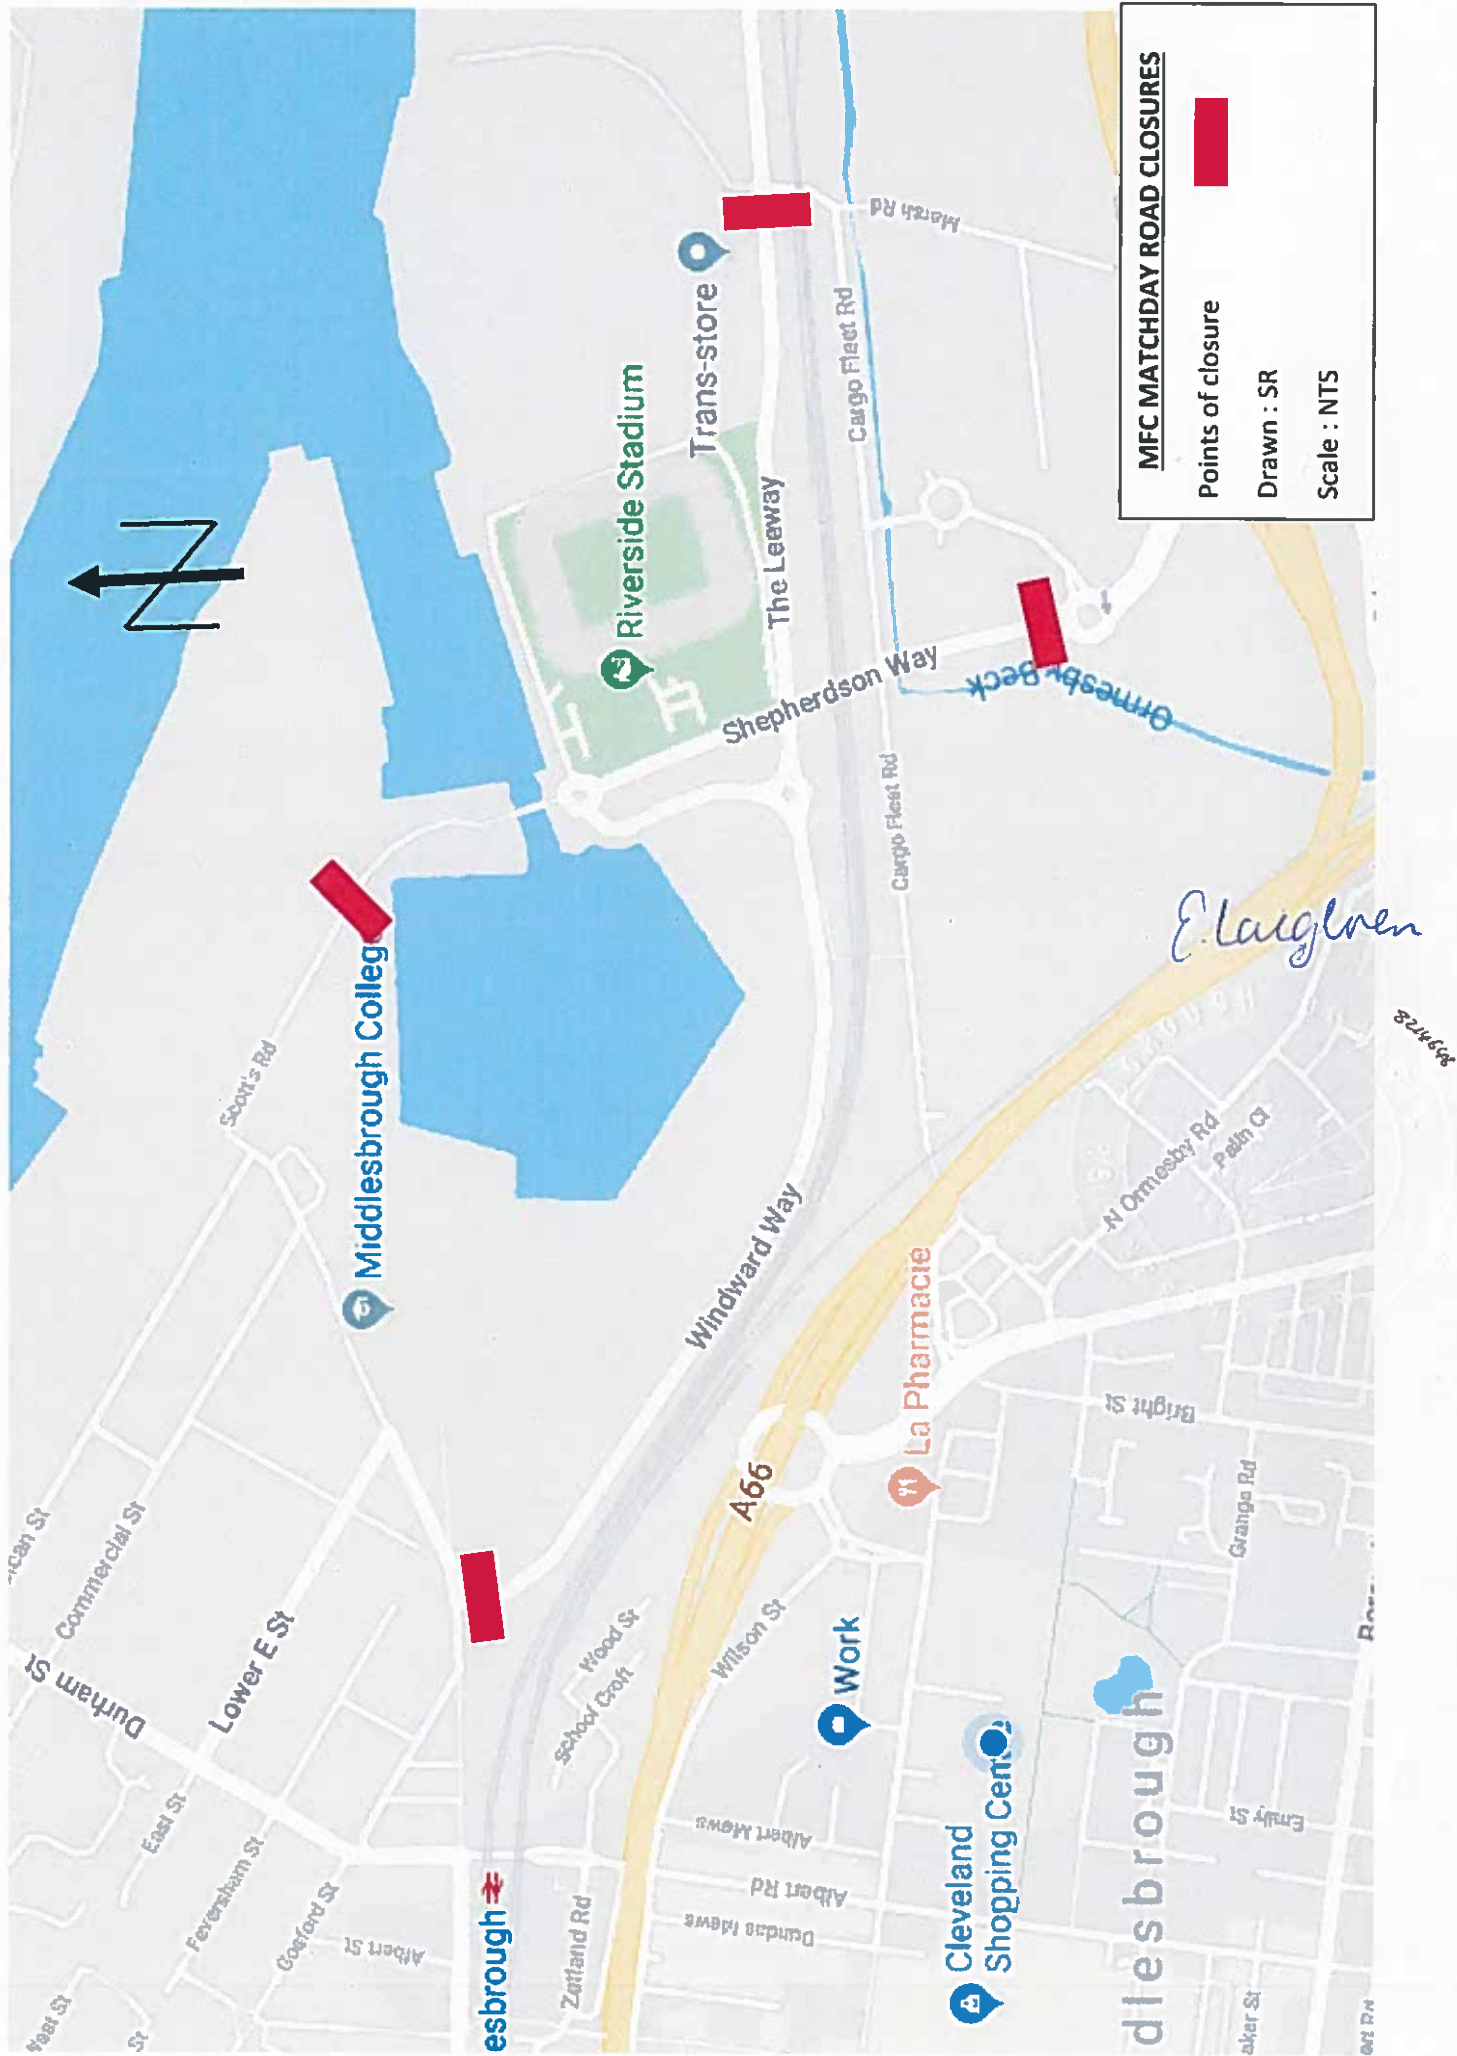 MFC MATCHDAY ROAD CLOSURES
Points of closure
Drawn : SR
Scale : NTS
N
Riverside Stadium
Trans-store
Marsh Rd
Cargo Fleet Rd
The Leeway
Shepherdson Way
Ormesby Beck
Cargo Fleet Rd
Middlesbrough Colleg
Scott's Rd
Windward Way
N Ormesby Rd
Palin Ct
La Pharmacie
A66
Bright St
Grange Rd
Commercial St
Durham St
Lower E St
East St
Feversham St
Gosford St
Albert St
Wood St
School Croft
Wilson St
Work
Cleveland
Shopping Cen
Albert Mews
Albert Rd
Dundas Mews
Zetland Rd
Emily St
esbrough
dlesbrough
aker St